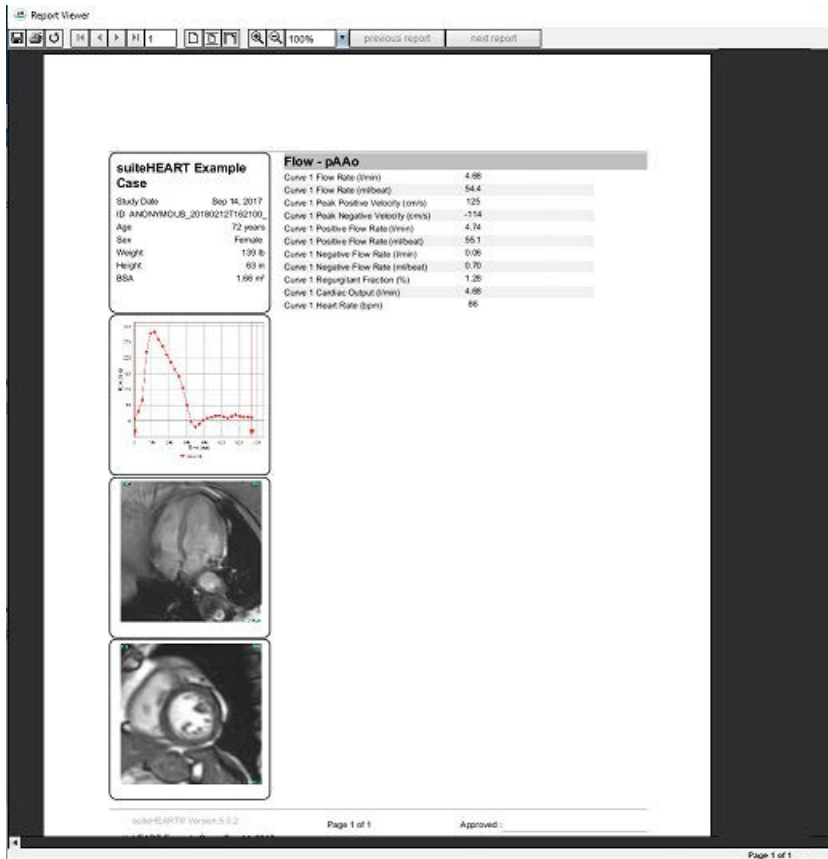 Report Viewer
1
100%
previous report
next report
suiteHEART Example
Case
Study Date Sep 14, 2017
ID ANONYMOUS_20180212T162100_
Age 72 years
Sex Female
Weight 139 lb
Height 63 in
BSA 1.66 m²
Flow - pAAo
Curve 1 Flow Rate (l/min) 4.68
Curve 1 Flow Rate (ml/beat) 54.4
Curve 1 Peak Positive Velocity (cm/s) 125
Curve 1 Peak Negative Velocity (cm/s) -114
Curve 1 Positive Flow Rate (l/min) 4.74
Curve 1 Positive Flow Rate (ml/beat) 55.1
Curve 1 Negative Flow Rate (l/min) 0.06
Curve 1 Negative Flow Rate (ml/beat) 0.70
Curve 1 Regurgitant Fraction (%) 1.28
Curve 1 Cardiac Output (l/min) 4.68
Curve 1 Heart Rate (bpm) 86
suiteHEART® Version 5.0.2
Page 1 of 1
Approved :
Page 1 of 1